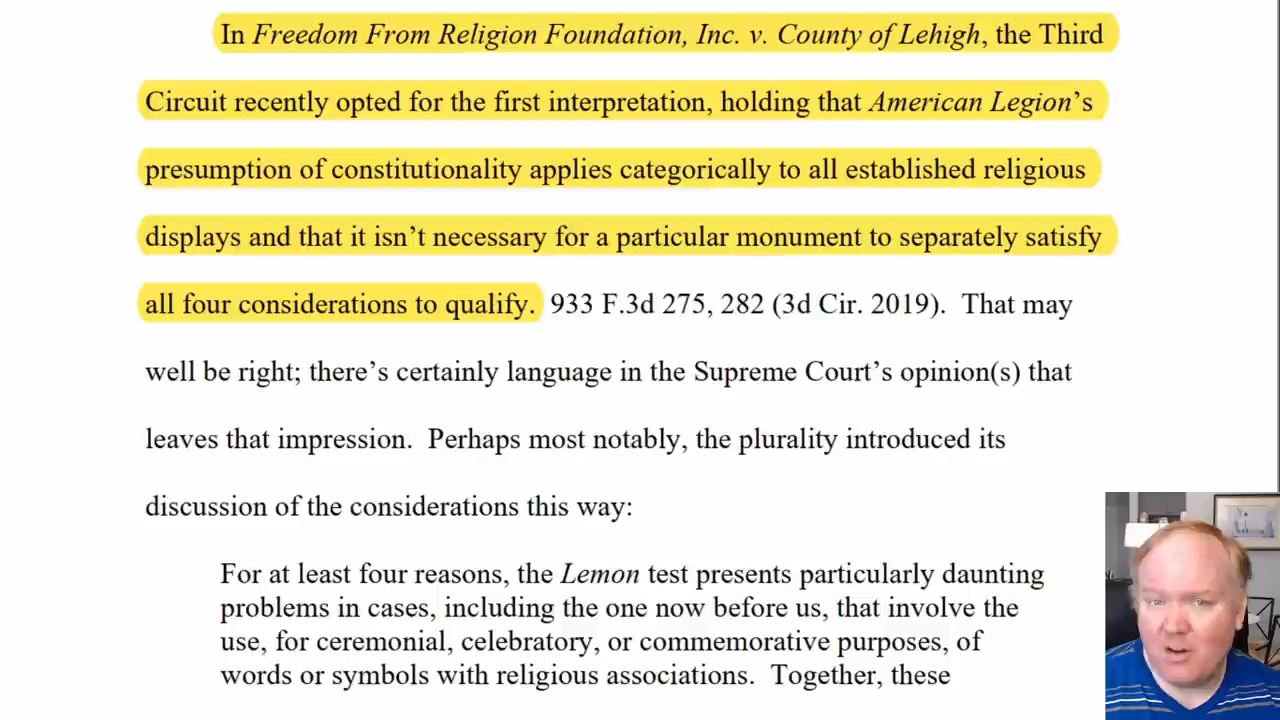 In Freedom From Religion Foundation, Inc. v. County of Lehigh, the Third
Circuit recently opted for the first interpretation, holding that American Legion’s
presumption of constitutionality applies categorically to all established religious
displays and that it isn’t necessary for a particular monument to separately satisfy
all four considerations to qualify. 933 F.3d 275, 282 (3d Cir. 2019). That may
well be right; there’s certainly language in the Supreme Court’s opinion(s) that
leaves that impression. Perhaps most notably, the plurality introduced its
discussion of the considerations this way:
For at least four reasons, the Lemon test presents particularly daunting
problems in cases, including the one now before us, that involve the
use, for ceremonial, celebratory, or commemorative purposes, of
words or symbols with religious associations. Together, these